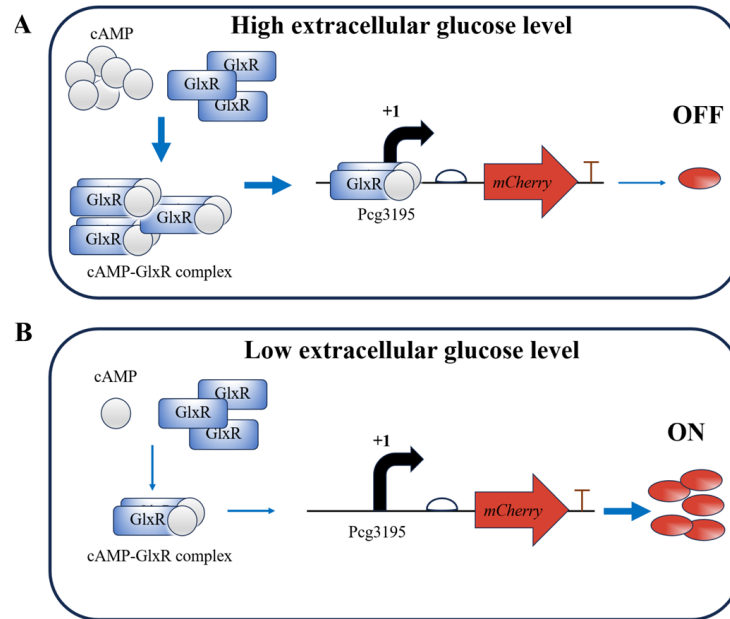 A
High extracellular glucose level
cAMP
GlxR
GlxR
GlxR
+1
OFF
GlxR
GlxR
GlxR
GlxR
mCherry
Pcg3195
cAMP-GlxR complex
B
Low extracellular glucose level
cAMP
GlxR
GlxR
GlxR
+1
ON
GlxR
mCherry
Pcg3195
cAMP-GlxR complex